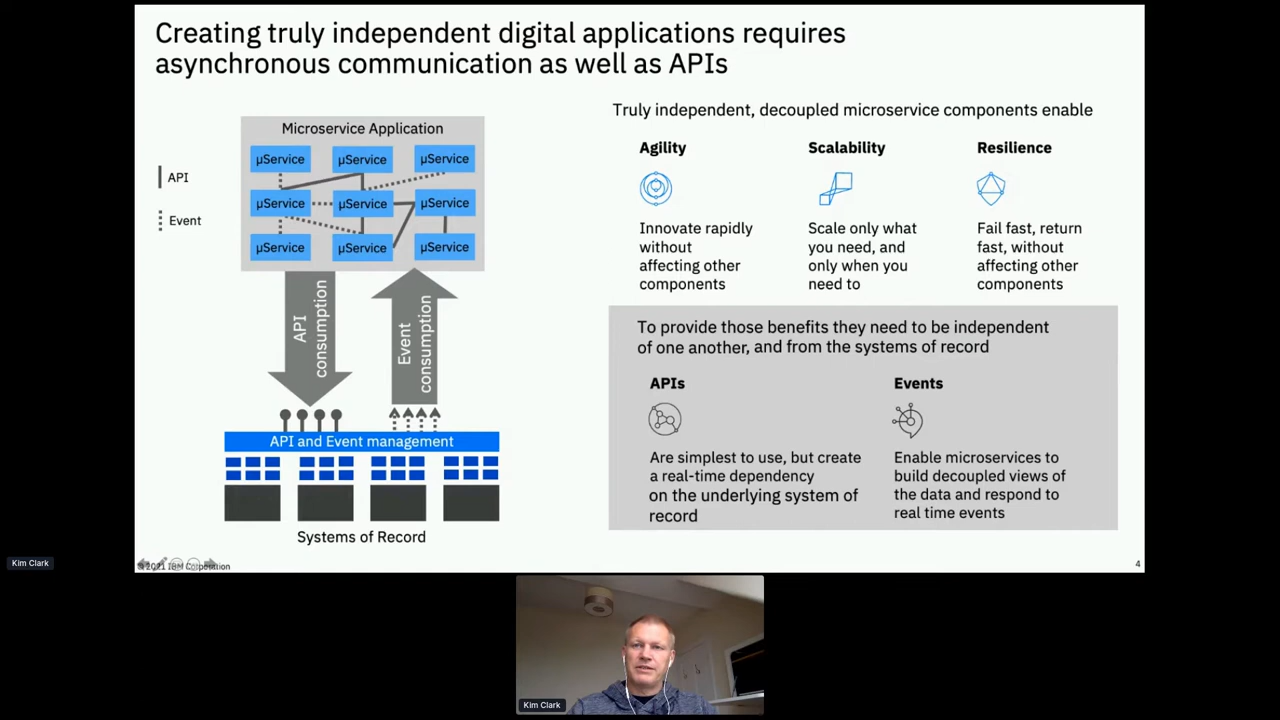 Creating truly independent digital applications requires
asynchronous communication as well as APIs
Microservice Application
µService
µService
µService
µService
µService
µService
µService
µService
µService
API
Event
API
consumption
Event
consumption
API and Event management
Systems of Record
Truly independent, decoupled microservice components enable
Agility
Innovate rapidly
without
affecting other
components
Scalability
Scale only what
you need, and
only when you
need to
Resilience
Fail fast, return
fast, without
affecting other
components
To provide those benefits they need to be independent
of one another, and from the systems of record
APIs
Are simplest to use, but create
a real-time dependency
on the underlying system of
record
Events
Enable microservices to
build decoupled views of
the data and respond to
real time events
© 2021 IBM Corporation
4
Kim Clark
Kim Clark